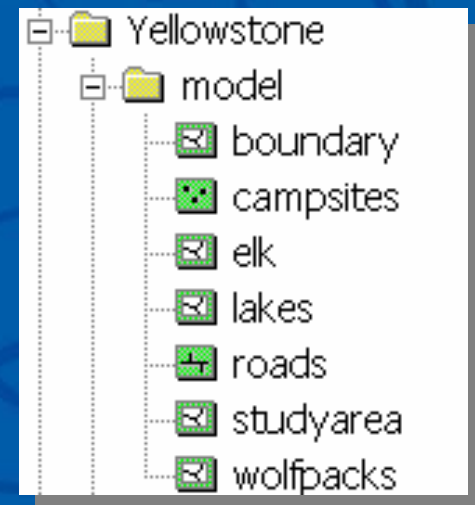 Yellowstone
model
boundary
campsites
elk
lakes
roads
studyarea
wolfpacks